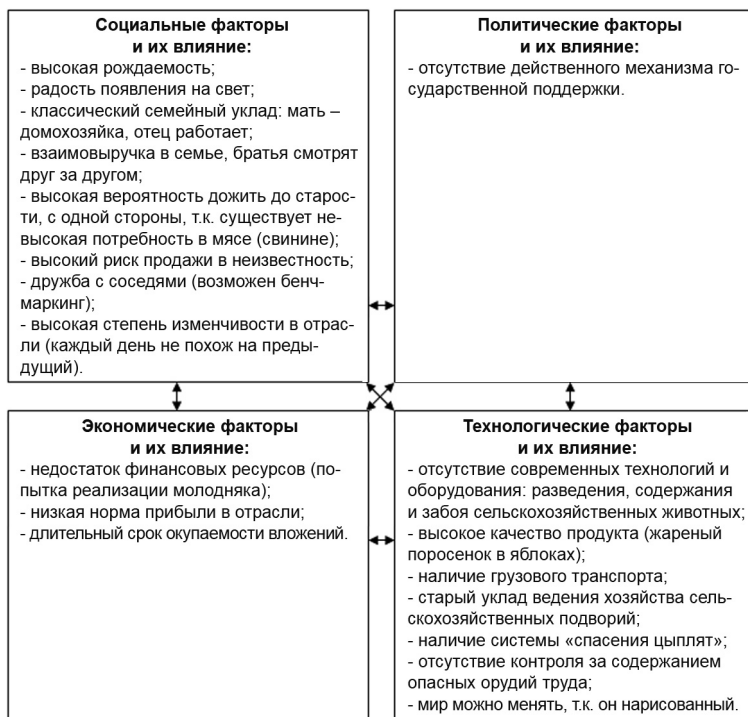 Социальные факторы
и их влияние:
- высокая рождаемость;
- радость появления на свет;
- классический семейный уклад: мать –
домохозяйка, отец работает;
- взаимовыручка в семье, братья смотрят
друг за другом;
- высокая вероятность дожить до старос-
ти, с одной стороны, т.к. существует не-
высокая потребность в мясе (свинине);
- высокий риск продажи в неизвестность;
- дружба с соседями (возможен бенч-
маркинг);
- высокая степень изменчивости в отрас-
ли (каждый день не похож на преды-
дущий).
Политические факторы
и их влияние:
- отсутствие действенного механизма го-
сударственной поддержки.
Экономические факторы
и их влияние:
- недостаток финансовых ресурсов (по-
пытка реализации молодняка);
- низкая норма прибыли в отрасли;
- длительный срок окупаемости вложений.
Технологические факторы
и их влияние:
- отсутствие современных технологий и
оборудования: разведения, содержания
и забоя сельскохозяйственных животных;
- высокое качество продукта (жареный
поросенок в яблоках);
- наличие грузового транспорта;
- старый уклад ведения хозяйства сель-
скохозяйственных подворий;
- наличие системы «спасения цыплят»;
- отсутствие контроля за содержанием
опасных орудий труда;
- мир можно менять, т.к. он нарисованный.